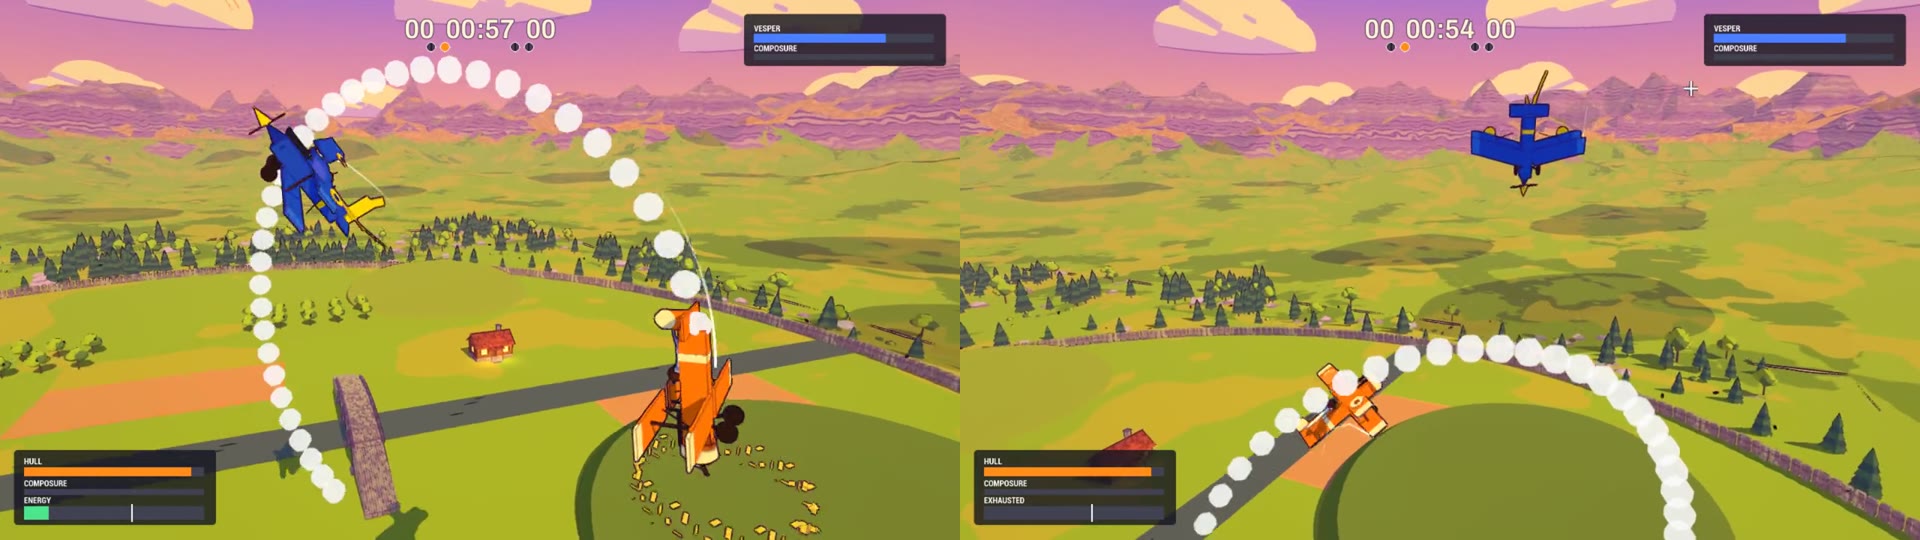 00 00:57 00
VESPER
COMPOSURE
HULL
COMPOSURE
ENERGY
00 00:54 00
VESPER
COMPOSURE
HULL
COMPOSURE
EXHAUSTED